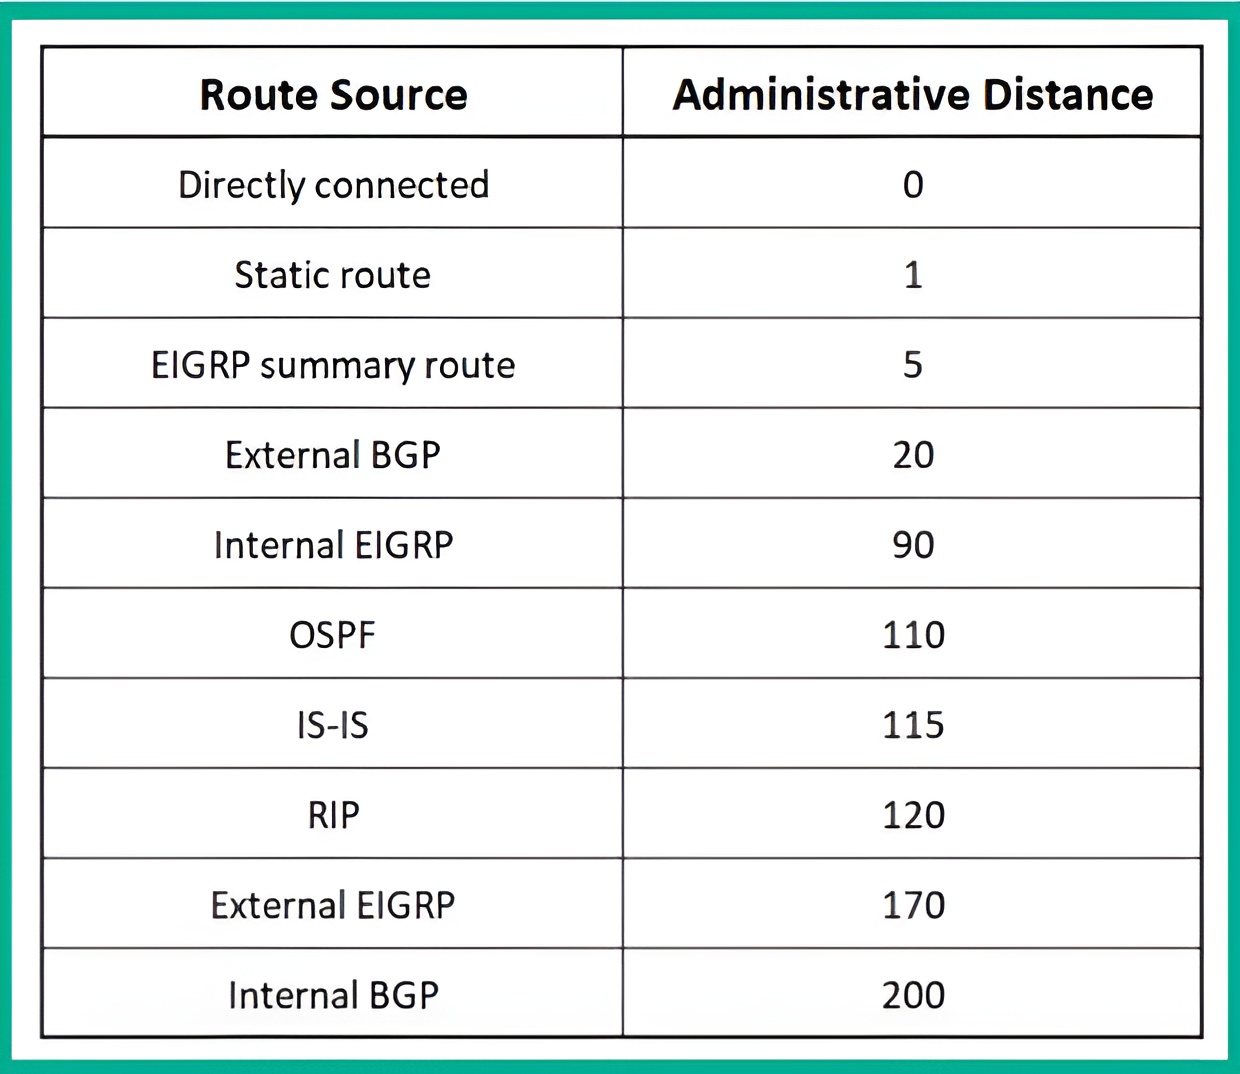 Route Source Administrative Distance
Directly connected 0
Static route 1
EIGRP summary route 5
External BGP 20
Internal EIGRP 90
OSPF 110
IS-IS 115
RIP 120
External EIGRP 170
Internal BGP 200